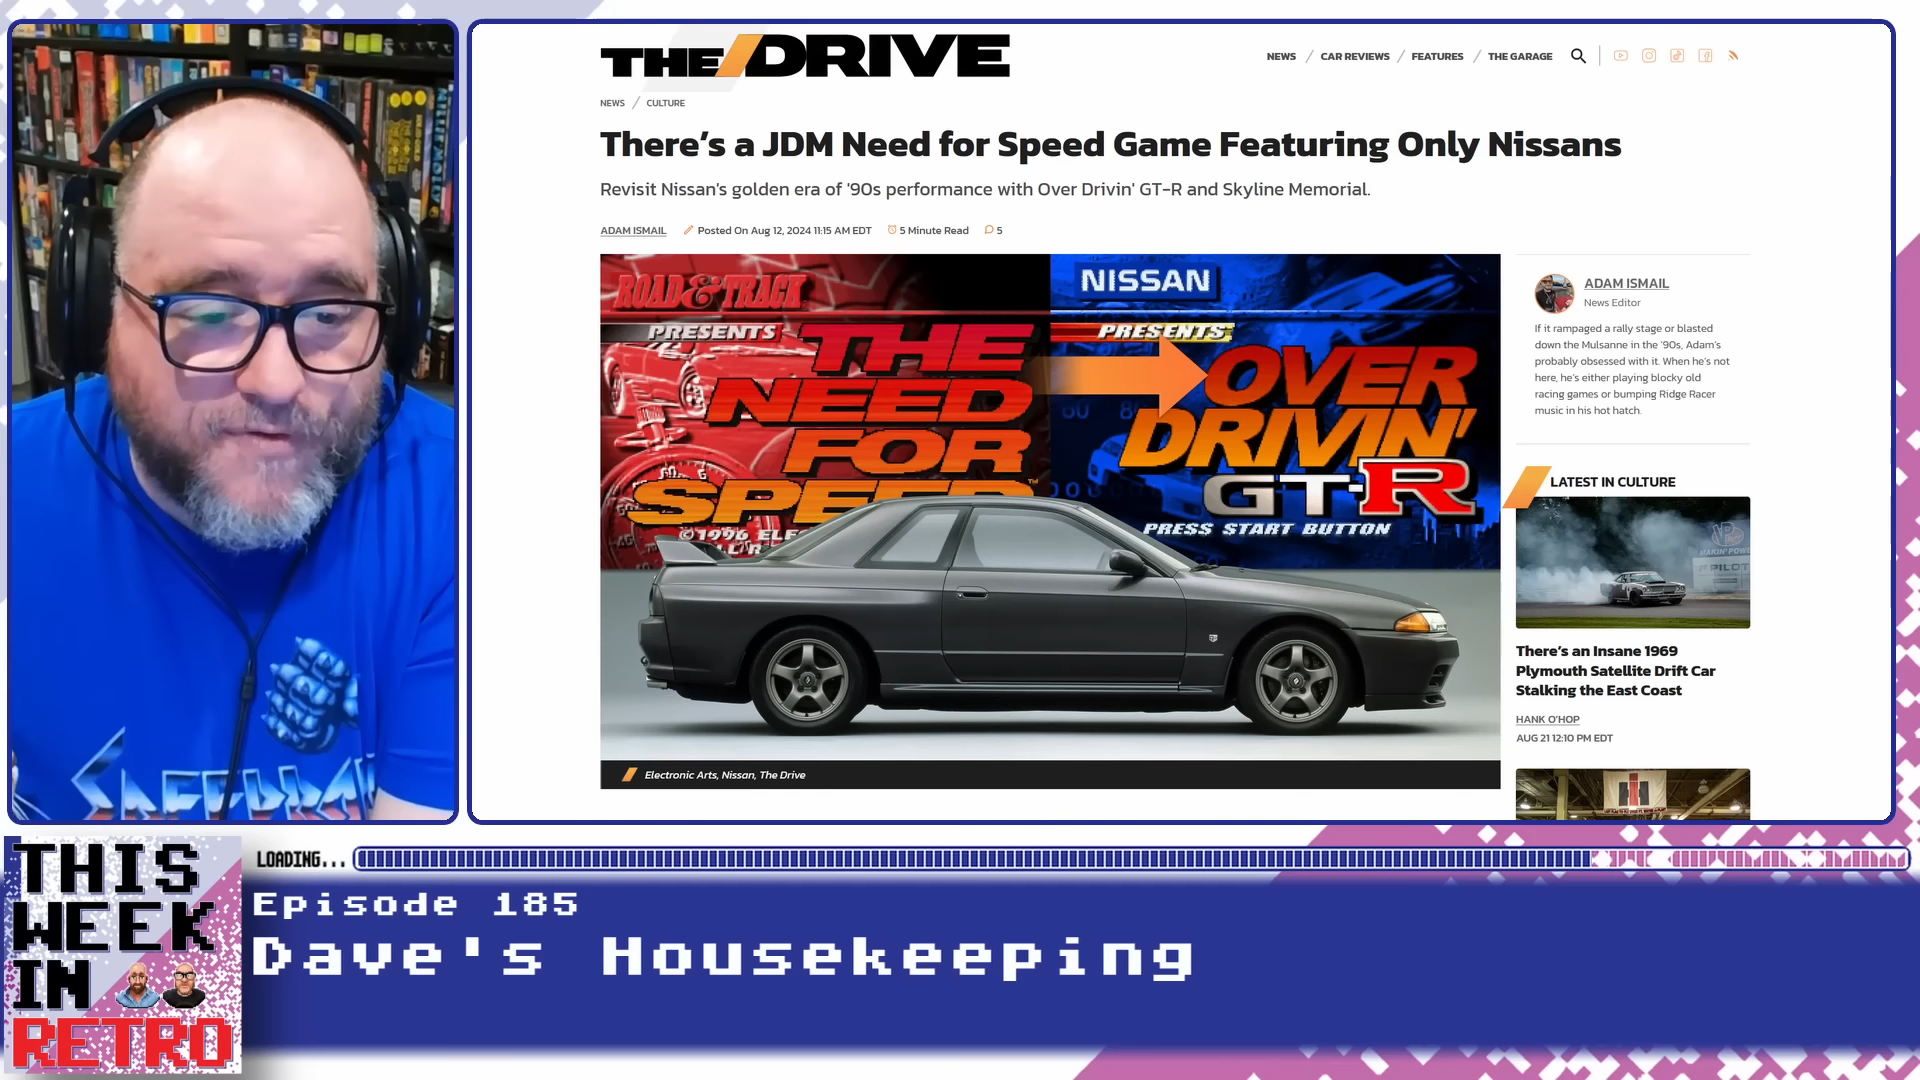 THE DRIVE
NEWS / CAR REVIEWS / FEATURES / THE GARAGE
NEWS / CULTURE
There's a JDM Need for Speed Game Featuring Only Nissans
Revisit Nissan's golden era of '90s performance with Over Drivin' GT-R and Skyline Memorial.
ADAM ISMAIL Posted On Aug 12, 2024 11:15 AM EDT 5 Minute Read 5
ROAD & TRACK
PRESENTS
THE
NEED
FOR
SPEED™
©1996 ELE
NISSAN
PRESENTS
OVER
DRIVIN'
GT-R
PRESS START BUTTON
Electronic Arts, Nissan, The Drive
ADAM ISMAIL
News Editor
If it rampaged a rally stage or blasted
down the Mulsanne in the '90s, Adam's
probably obsessed with it. When he's not
here, he's either playing blocky old
racing games or bumping Ridge Racer
music in his hot hatch.
LATEST IN CULTURE
There's an Insane 1969
Plymouth Satellite Drift Car
Stalking the East Coast
HANK O'HOP
AUG 21 12:10 PM EDT
LOADING...
THIS
WEEK
IN
RETRO
Episode 185
Dave's Housekeeping